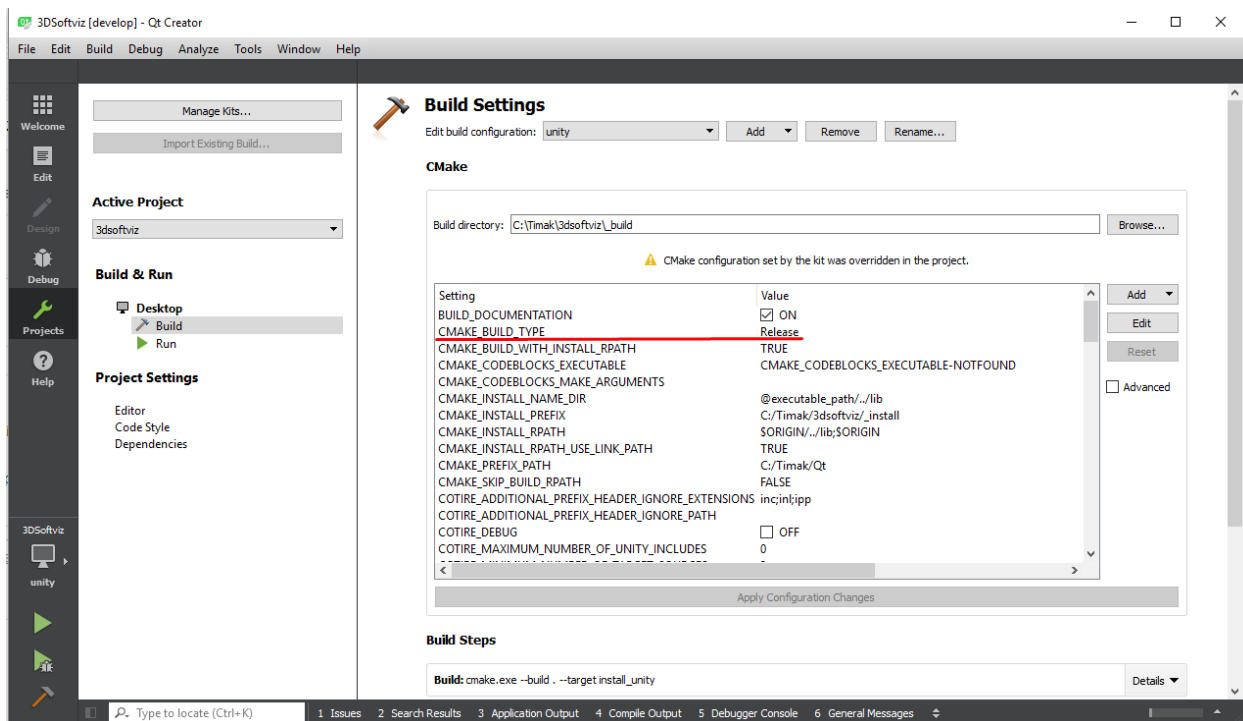 3DSoftviz [develop] - Qt Creator
File Edit Build Debug Analyze Tools Window Help
Welcome
Edit
Design
Debug
Projects
Help
3DSoftviz
unity
Manage Kits...
Import Existing Build...
Active Project
3dsoftviz
Build & Run
Desktop
Build
Run
Project Settings
Editor
Code Style
Dependencies
Build Settings
Edit build configuration: unity Add Remove Rename...
CMake
Build directory: C:\Timak\3dsoftviz\_build Browse...
CMake configuration set by the kit was overridden in the project.
Setting Value
BUILD_DOCUMENTATION ON
CMAKE_BUILD_TYPE Release
CMAKE_BUILD_WITH_INSTALL_RPATH TRUE
CMAKE_CODEBLOCKS_EXECUTABLE CMAKE_CODEBLOCKS_EXECUTABLE-NOTFOUND
CMAKE_CODEBLOCKS_MAKE_ARGUMENTS
CMAKE_INSTALL_NAME_DIR @executable_path/../lib
CMAKE_INSTALL_PREFIX C:/Timak/3dsoftviz/_install
CMAKE_INSTALL_RPATH $ORIGIN/../lib;$ORIGIN
CMAKE_INSTALL_RPATH_USE_LINK_PATH TRUE
CMAKE_PREFIX_PATH C:/Timak/Qt
CMAKE_SKIP_BUILD_RPATH FALSE
COTIRE_ADDITIONAL_PREFIX_HEADER_IGNORE_EXTENSIONS inc;inl;ipp
COTIRE_ADDITIONAL_PREFIX_HEADER_IGNORE_PATH
COTIRE_DEBUG OFF
COTIRE_MAXIMUM_NUMBER_OF_UNITY_INCLUDES 0
Add
Edit
Reset
Advanced
Apply Configuration Changes
Build Steps
Build: cmake.exe --build . --target install_unity Details
Type to locate (Ctrl+K) 1 Issues 2 Search Results 3 Application Output 4 Compile Output 5 Debugger Console 6 General Messages